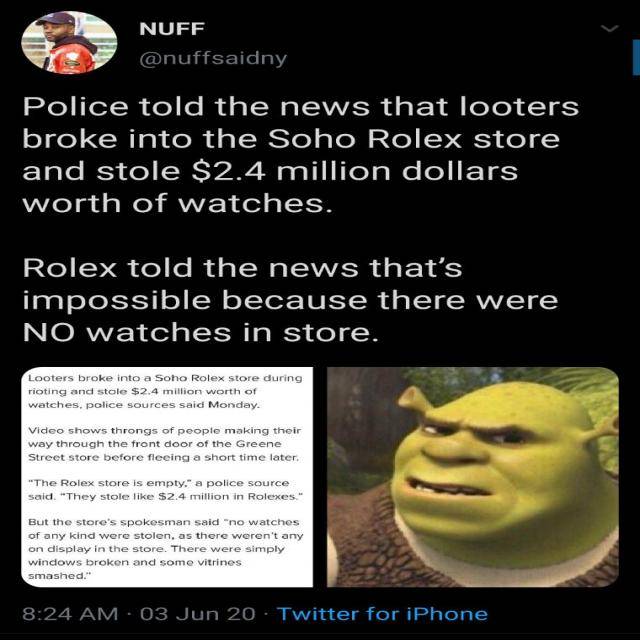 NUFF
@nuffsaidny
Police told the news that looters
broke into the Soho Rolex store
and stole $2.4 million dollars
worth of watches.
Rolex told the news that's
impossible because there were
NO watches in store.
Looters broke into a Soho Rolex store during
rioting and stole $2.4 million worth of
watches, police sources said Monday.
Video shows throngs of people making their
way through the front door of the Greene
Street store before fleeing a short time later.
"The Rolex store is empty," a police source
said. "They stole like $2.4 million in Rolexes."
But the store's spokesman said "no watches
of any kind were stolen, as there weren't any
on display in the store. There were simply
windows broken and some vitrines
smashed."
8:24 AM · 03 Jun 20 · Twitter for iPhone